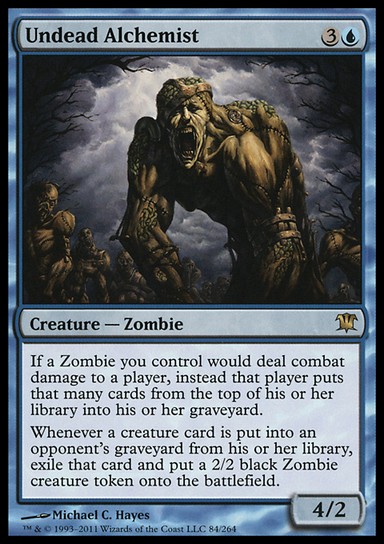 Undead Alchemist 3
Creature — Zombie
If a Zombie you control would deal combat
damage to a player, instead that player puts
that many cards from the top of his or her
library into his or her graveyard.
Whenever a creature card is put into an
opponent's graveyard from his or her library,
exile that card and put a 2/2 black Zombie
creature token onto the battlefield.
4/2
Michael C. Hayes
™ & © 1993–2011 Wizards of the Coast LLC 84/264